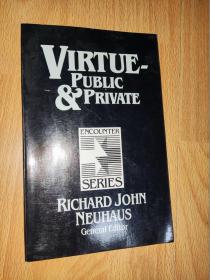 VIRTUE-
PUBLIC
& PRIVATE
ENCOUNTER
SERIES
RICHARD JOHN
NEUHAUS
General Editor